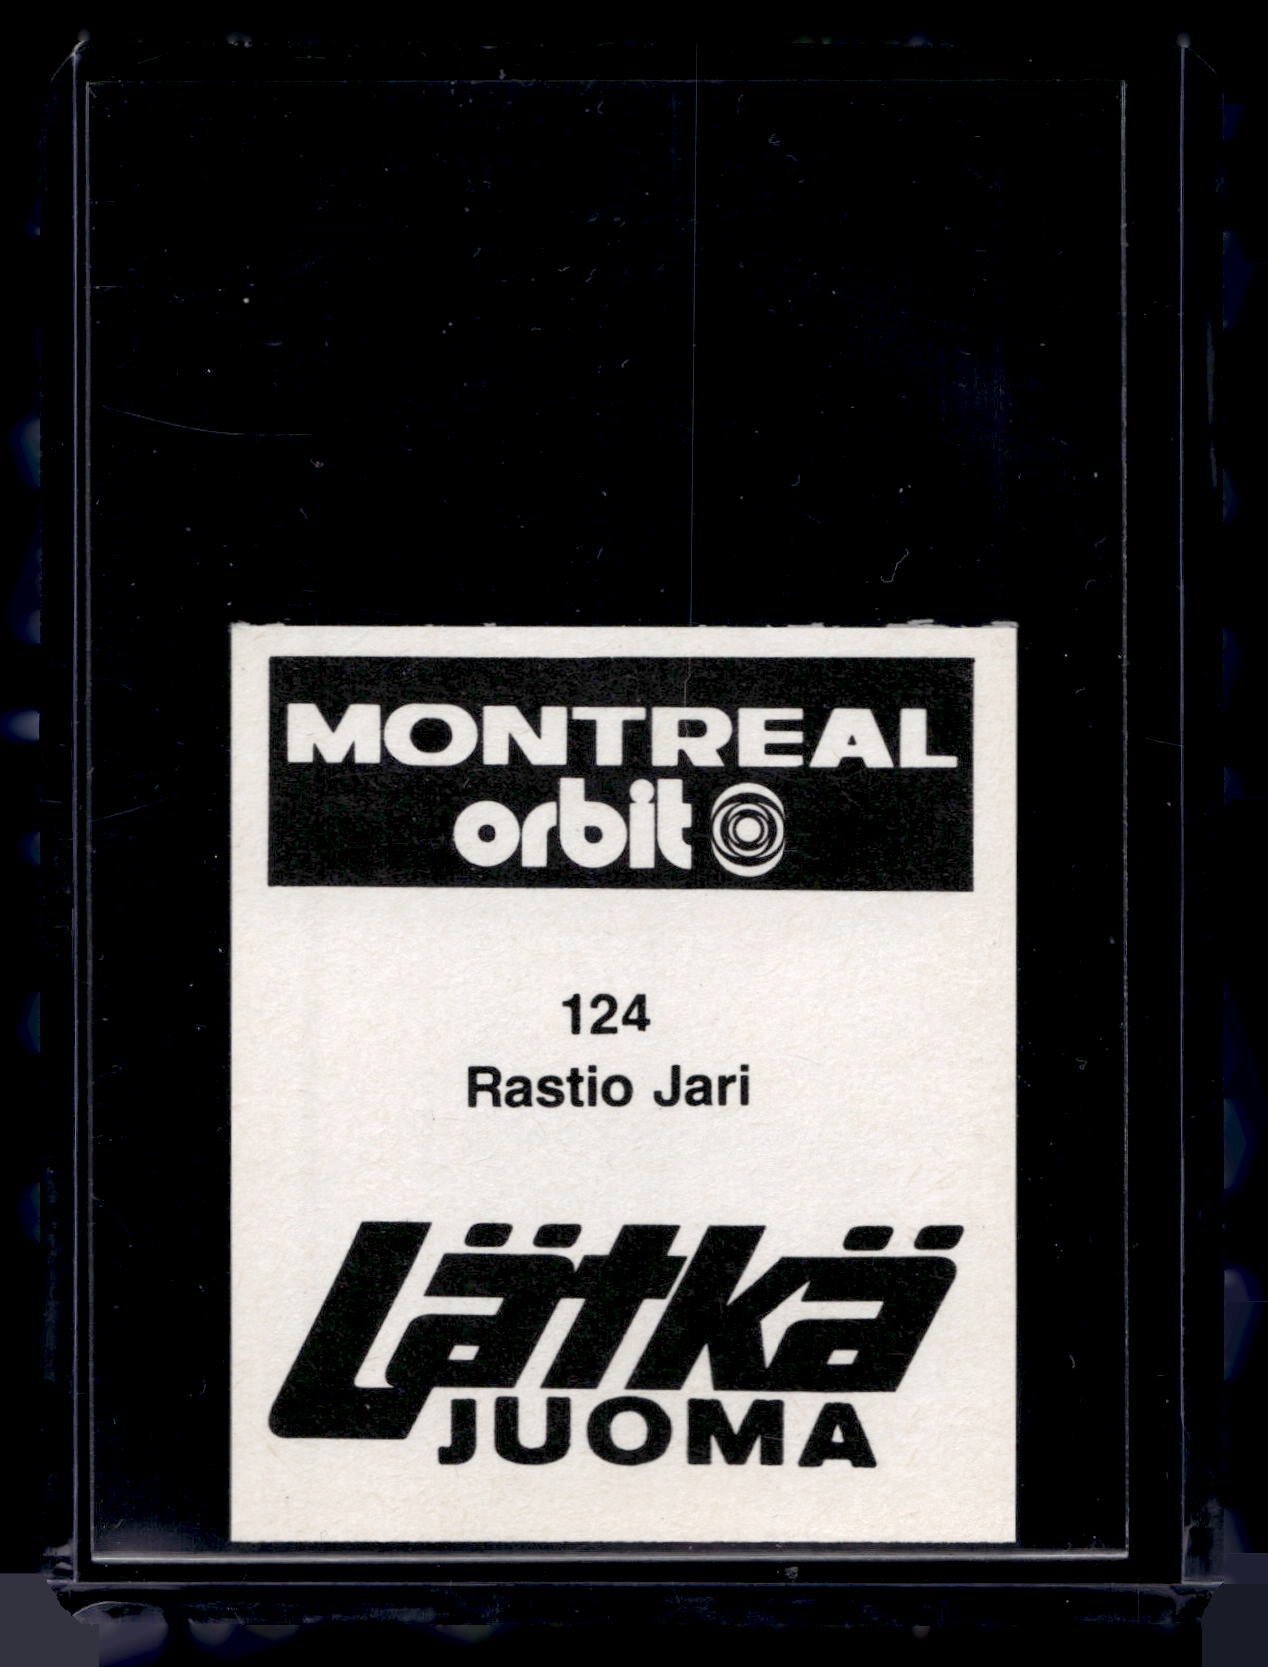 MONTREAL
orbit
124
Rastio Jari
Lätkä
JUOMA